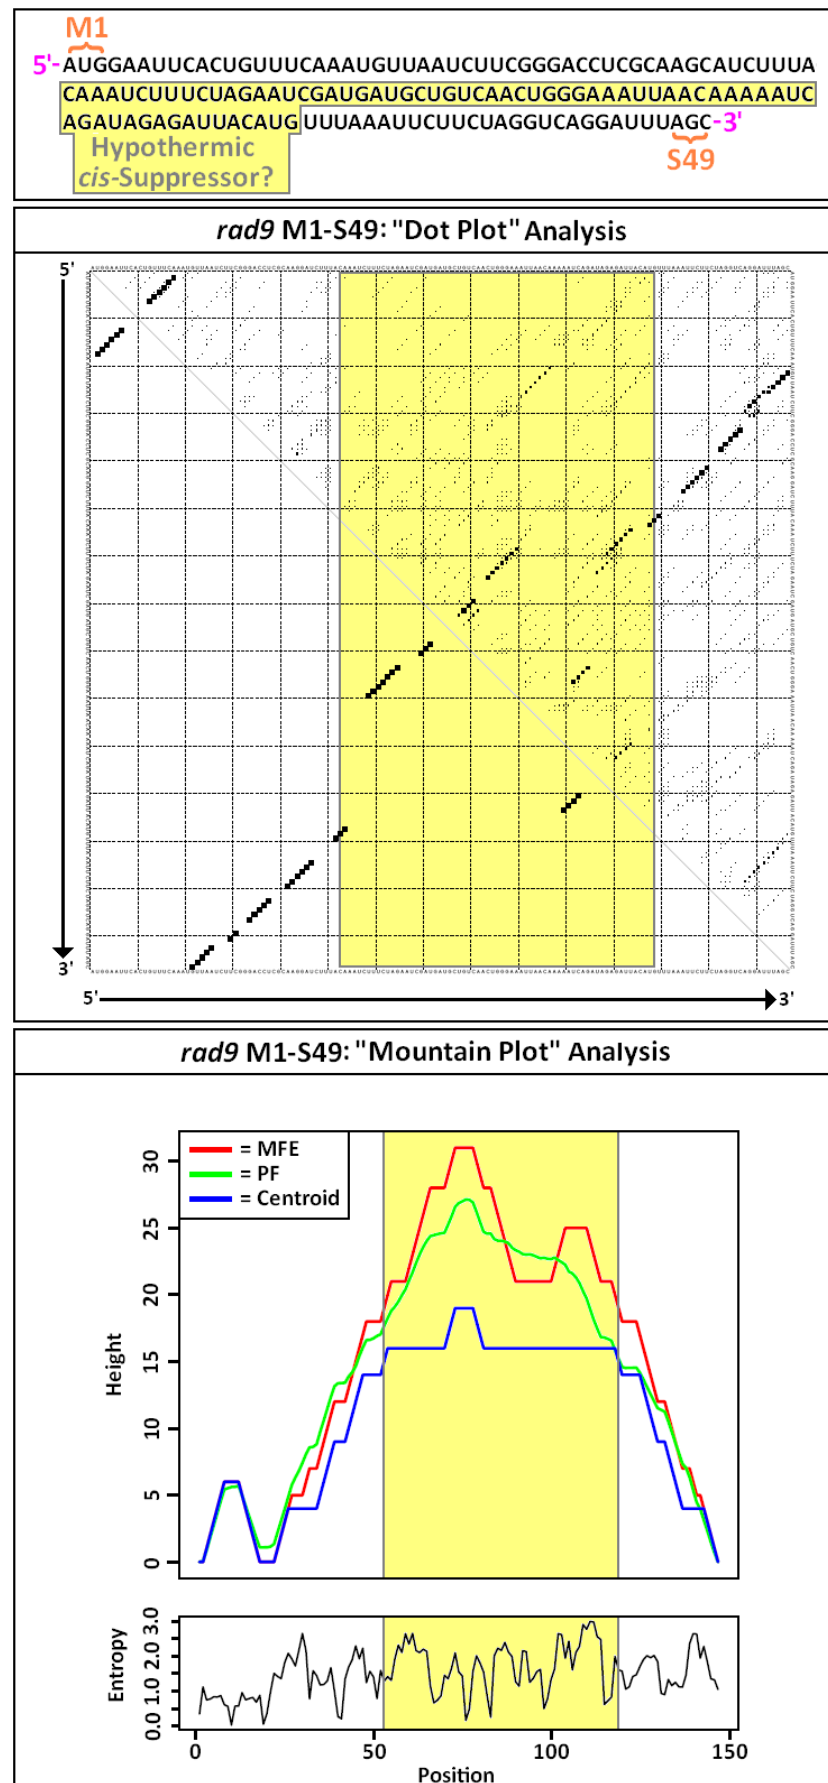 M1
5'-AUGGAAUUCACUGUUUCAAAUGUUAAUCUUCGGGACCUCGCAAGCAUCUUUA
CAAAUCUUUCUAGAAUCGAUGAUGCUGUCAACUGGGAAAUUAACAAAAAUC
AGAUAGAGAUUACAUGUUUAAAUUCUUCUAGGUCAGGAUUUAGC-3'
Hypothermic
cis-Suppressor?
S49
rad9 M1-S49: "Dot Plot" Analysis
5'
3'
5'
3'
rad9 M1-S49: "Mountain Plot" Analysis
= MFE
= PF
= Centroid
Height
30
25
20
15
10
5
0
Entropy
3.0
2.0
1.0
0.0
0
50
100
150
Position